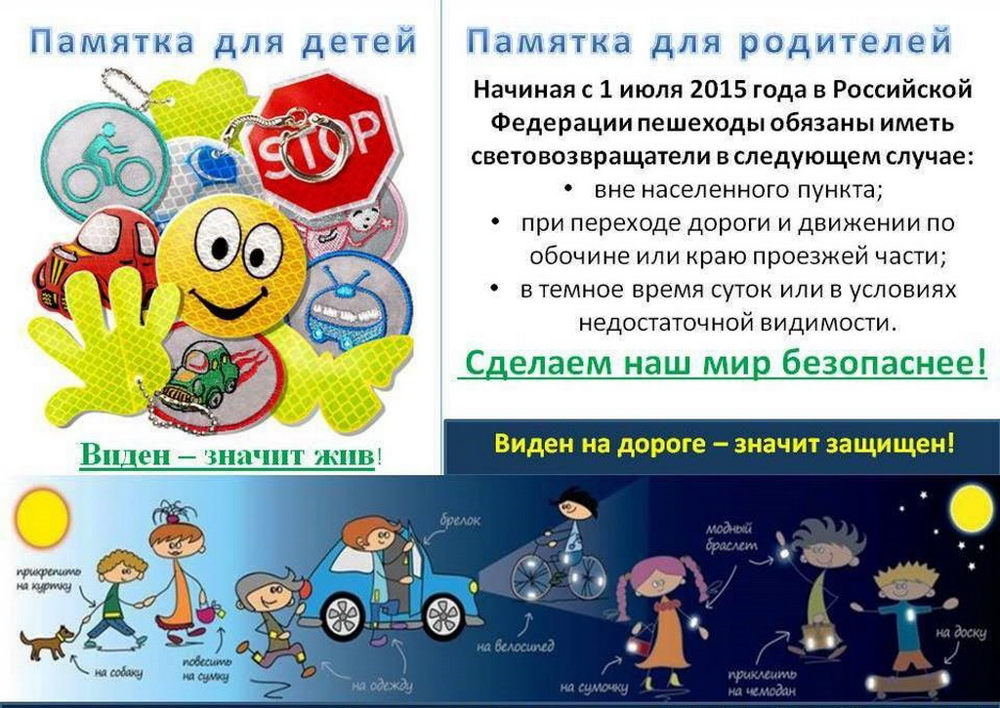 Памятка для детей
STOP
Виден – значит жив!
Памятка для родителей
Начиная с 1 июля 2015 года в Российской
Федерации пешеходы обязаны иметь
световозвращатели в следующем случае:
• вне населенного пункта;
• при переходе дороги и движении по
обочине или краю проезжей части;
• в темное время суток или в условиях
недостаточной видимости.
Сделаем наш мир безопаснее!
Виден на дороге – значит защищен!
прикрепить
на куртку
на собаку
повесить
на сумку
на одежду
брелок
на велосипед
на сумочку
модный
браслет
приклеить
на чемодан
на доску